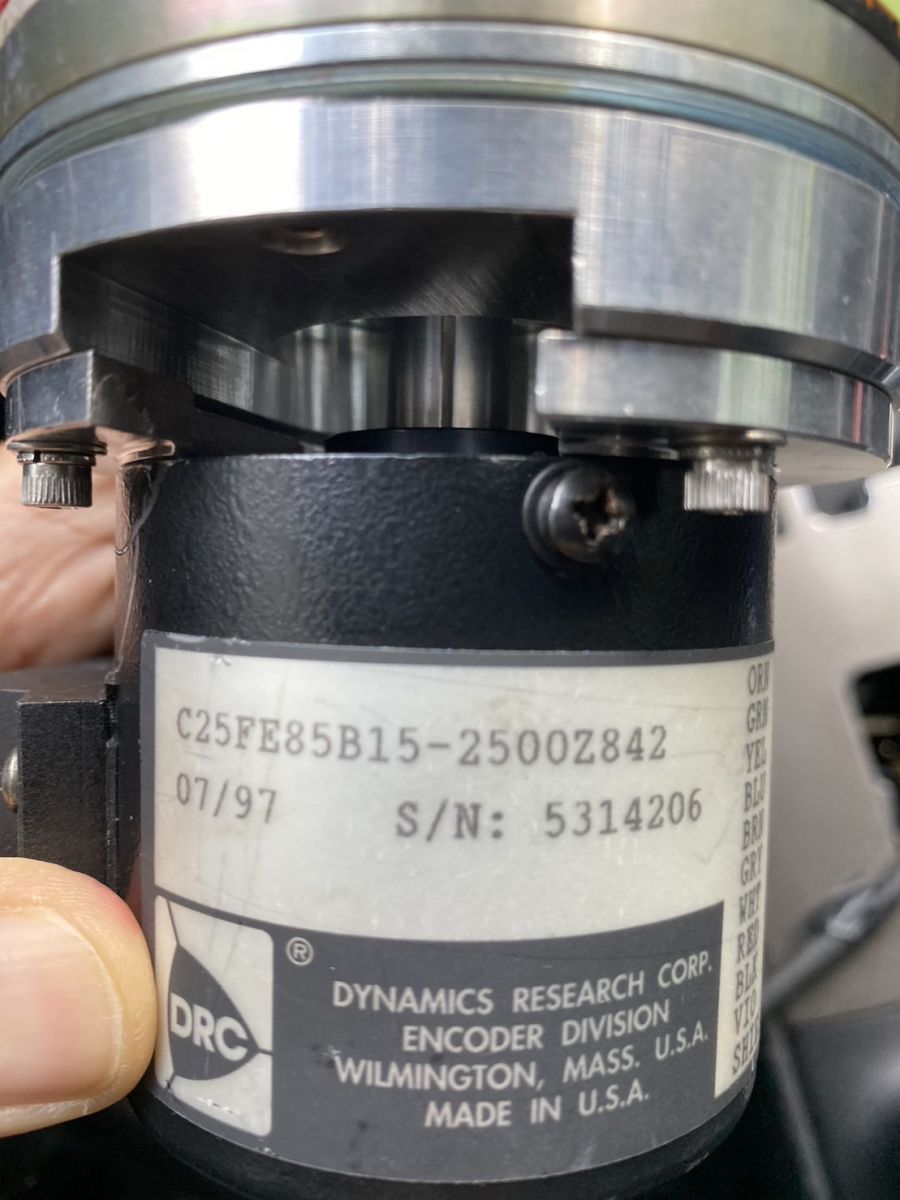 C25FE85B15-2500Z842
07/97 S/N: 5314206
DRC
®
DYNAMICS RESEARCH CORP.
ENCODER DIVISION
WILMINGTON, MASS. U.S.A.
MADE IN U.S.A.
ORN
GRN
YEL
BLU
BRN
GRY
WHT
RED
BLK
VIO